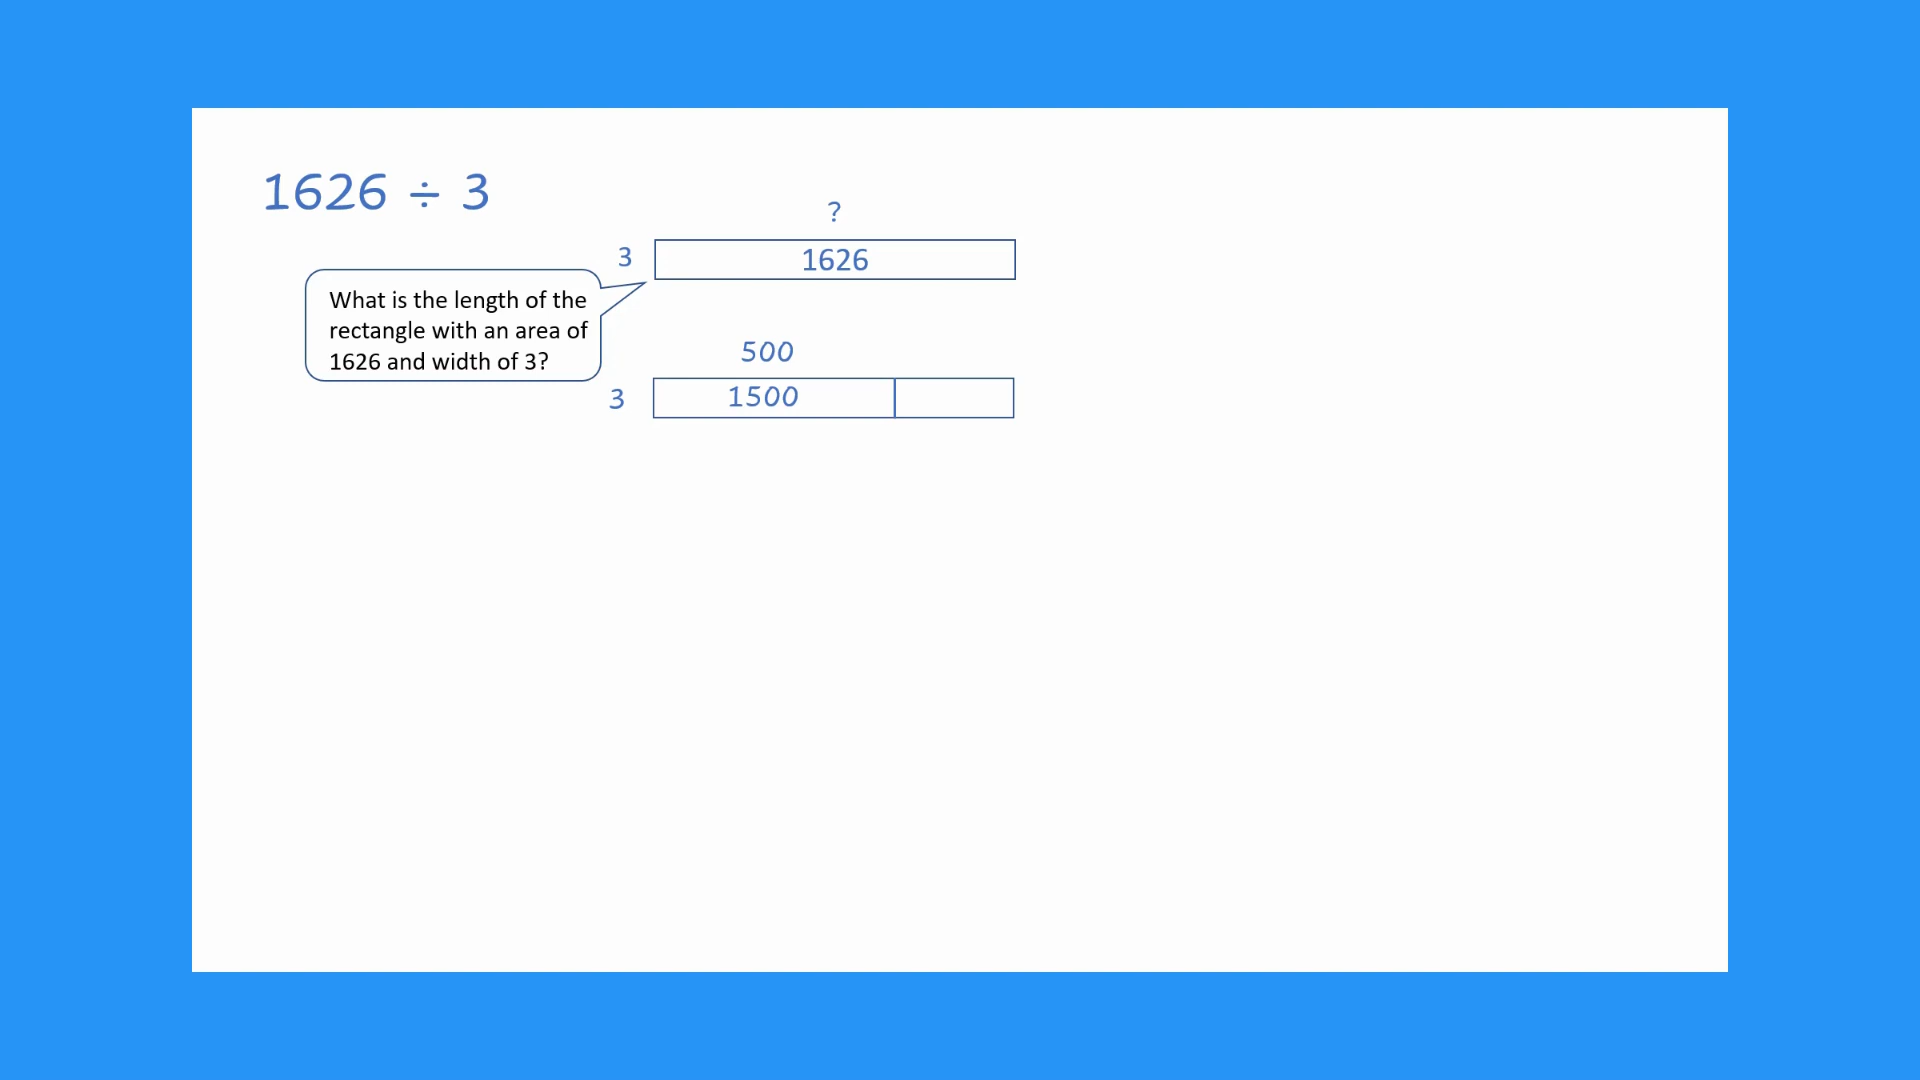 1626 ÷ 3
?
3
1626
What is the length of the
rectangle with an area of
1626 and width of 3?
500
3
1500